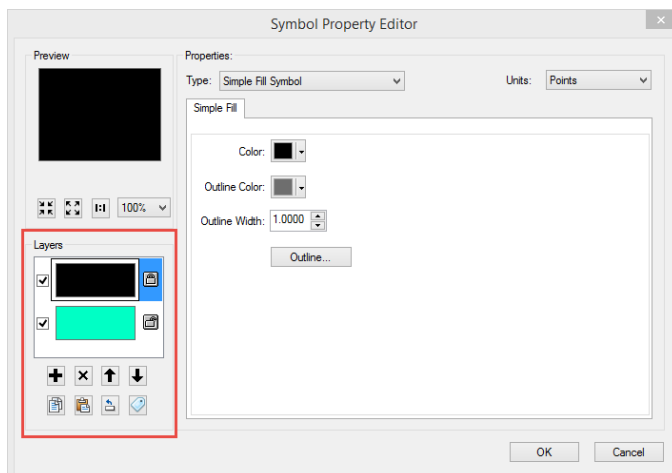 Symbol Property Editor
Preview
100%
Layers
Properties:
Type: Simple Fill Symbol
Units: Points
Simple Fill
Color:
Outline Color:
Outline Width: 1.0000
Outline...
OK
Cancel